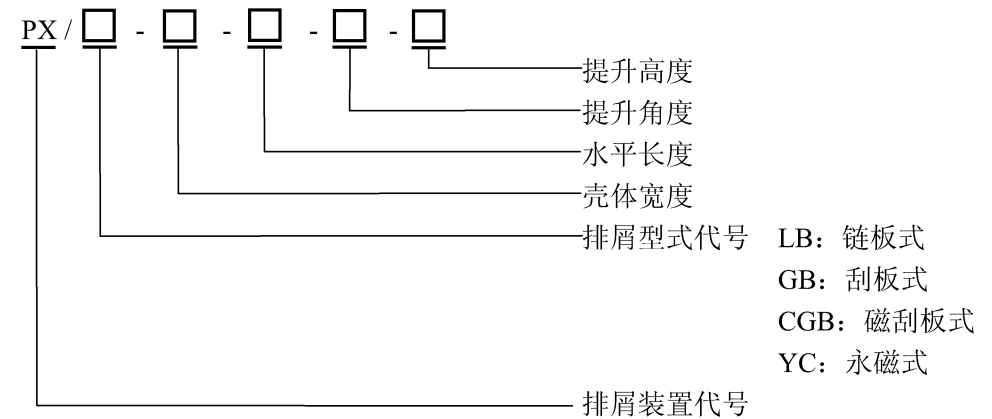 PX/□-□-□-□-□
提升高度
提升角度
水平长度
壳体宽度
排屑型式代号 LB：链板式
GB：刮板式
CGB：磁刮板式
YC：永磁式
排屑装置代号